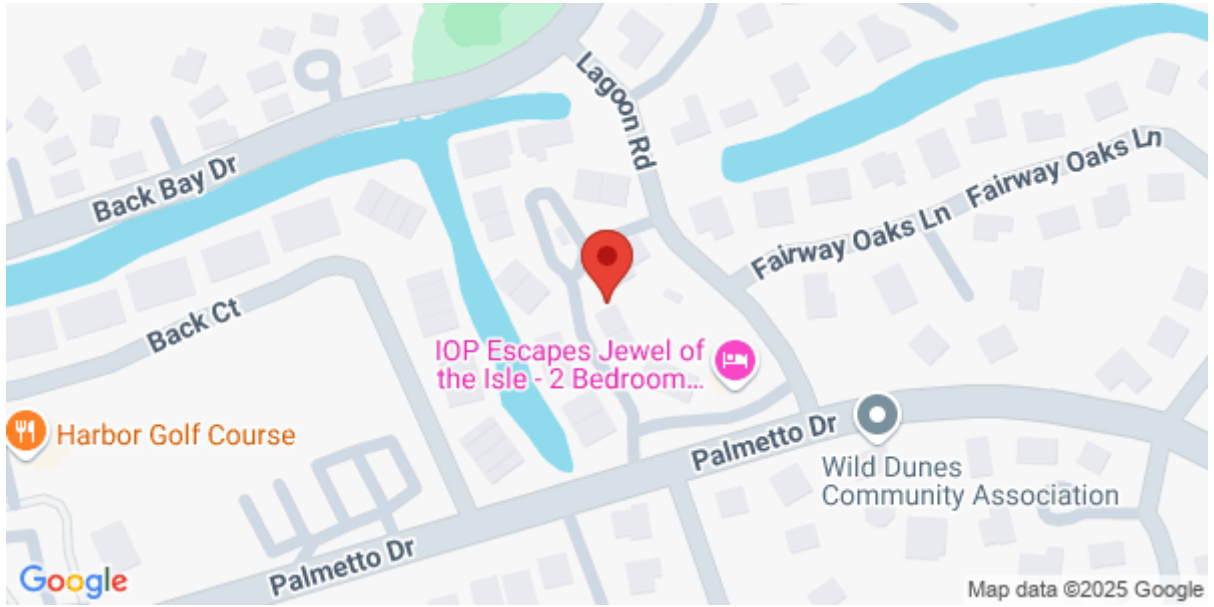 Lagoon Rd
Back Bay Dr
Fairway Oaks Ln
Fairway Oaks Ln
Back Ct
IOP Escapes Jewel of
the Isle - 2 Bedroom...
Harbor Golf Course
Palmetto Dr
Wild Dunes
Community Association
Palmetto Dr
Google
Map data ©2025 Google